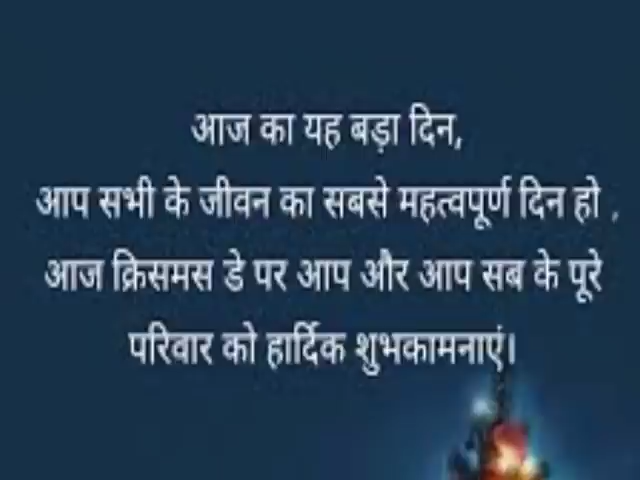 आज का यह बड़ा दिन,
आप सभी के जीवन का सबसे महत्वपूर्ण दिन हो ,
आज क्रिसमस डे पर आप और आप सब के पूरे
परिवार को हार्दिक शुभकामनाएं।